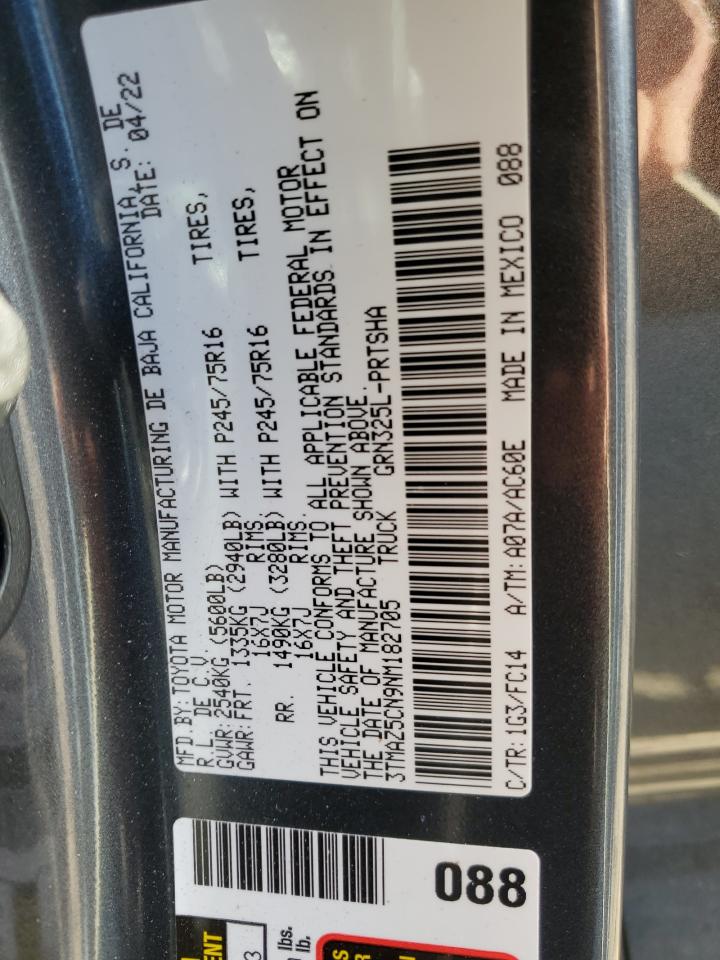 MFD.BY: TOYOTA MOTOR MANUFACTURING DE BAJA CALIFORNIA, S. DE
R.L. DE C.V. DATE: 04/22
GVWR: 2540KG (5600LB)
GAWR: FRT. 1335KG (2940LB) WITH P245/75R16 TIRES,
16X7J RIMS.
RR. 1490KG (3280LB) WITH P245/75R16 TIRES,
16X7J RIMS.
THIS VEHICLE CONFORMS TO ALL APPLICABLE FEDERAL MOTOR
VEHICLE SAFETY AND THEFT PREVENTION STANDARDS IN EFFECT ON
THE DATE OF MANUFACTURE SHOWN ABOVE.
3TMAZ5CN9NM182705 TRUCK GRN325L-PRTSHA
C/TR: 1G3/FC14 A/TM: A07A/AC60E MADE IN MEXICO 088
088
lbs.
lb.